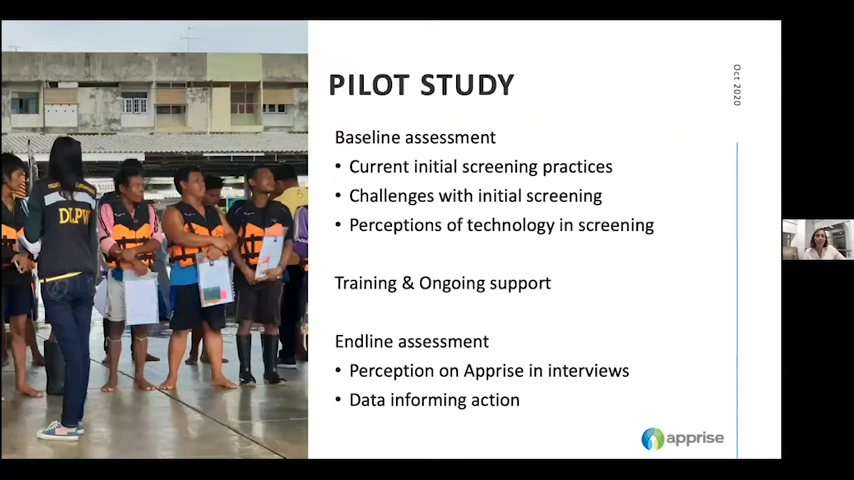 PILOT STUDY
Oct 2020
Baseline assessment
• Current initial screening practices
• Challenges with initial screening
• Perceptions of technology in screening
Training & Ongoing support
Endline assessment
• Perception on Apprise in interviews
• Data informing action
apprise
DLPW